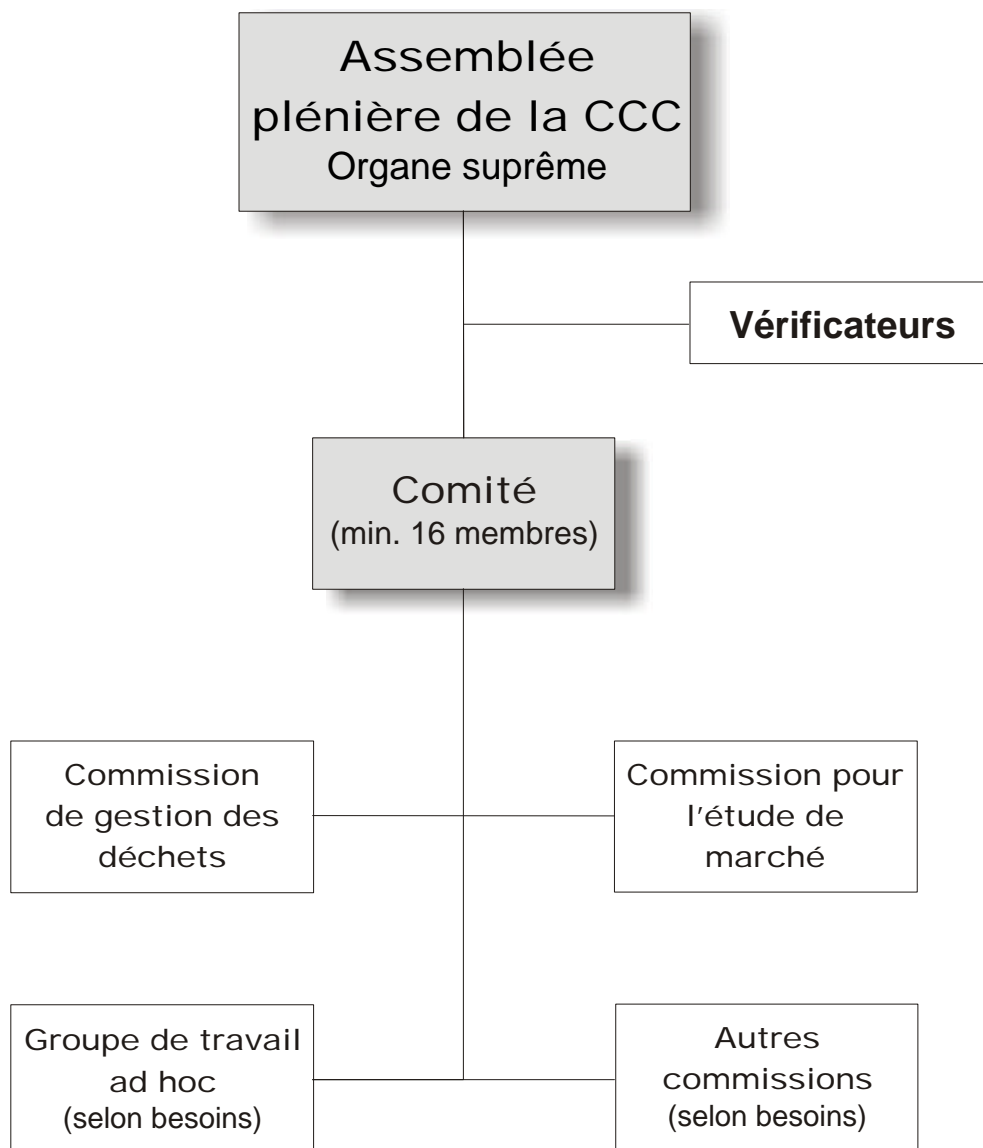 Assemblée
plénière de la CCC
Organe suprême
Vérificateurs
Comité
(min. 16 membres)
Commission
de gestion des
déchets
Commission pour
l'étude de
marché
Groupe de travail
ad hoc
(selon besoins)
Autres
commissions
(selon besoins)